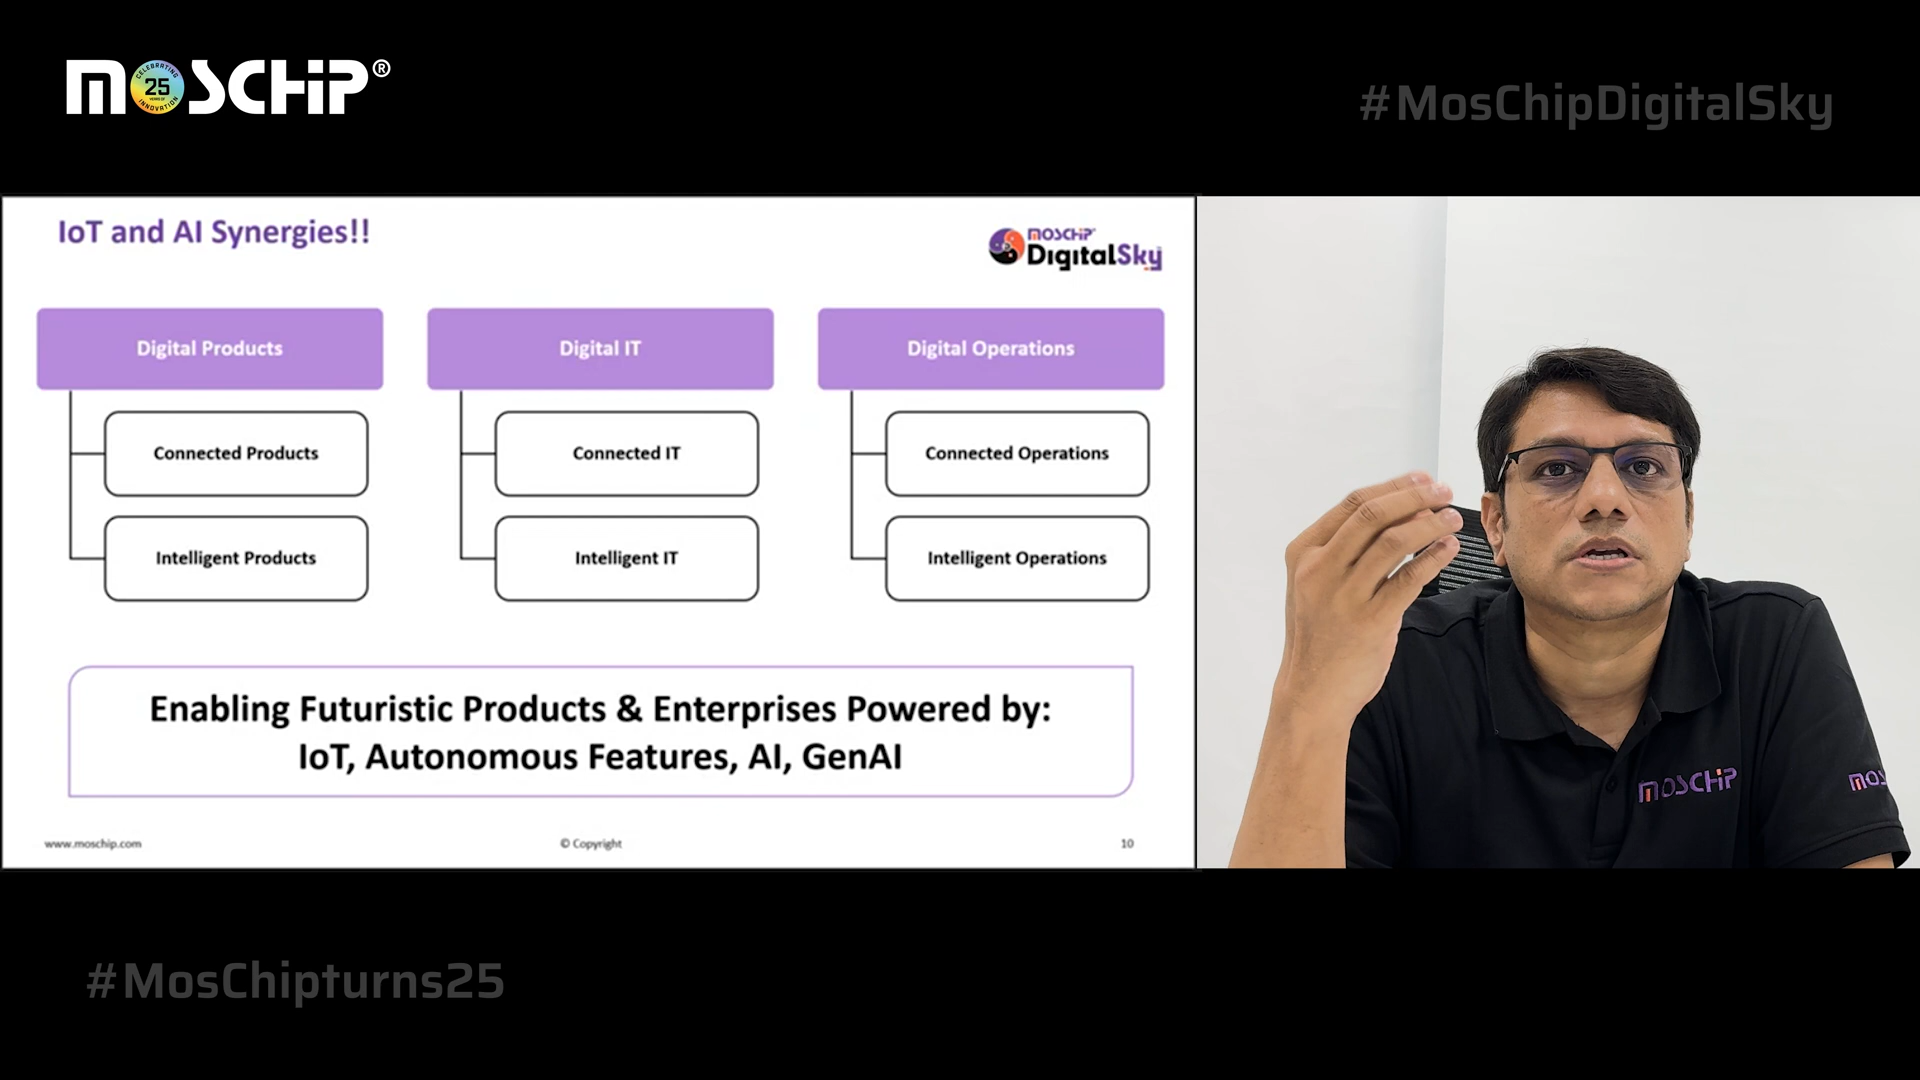 MOSCHIP®
CELEBRATING
25
YEARS OF
INNOVATION
#MosChipDigitalSky
IoT and AI Synergies!!
MOSCHIP
DigitalSky
Digital Products
Digital IT
Digital Operations
Connected Products
Connected IT
Connected Operations
Intelligent Products
Intelligent IT
Intelligent Operations
Enabling Futuristic Products & Enterprises Powered by:
IoT, Autonomous Features, AI, GenAI
www.moschip.com
© Copyright
10
MOSCHIP
MOS
#MosChipturns25